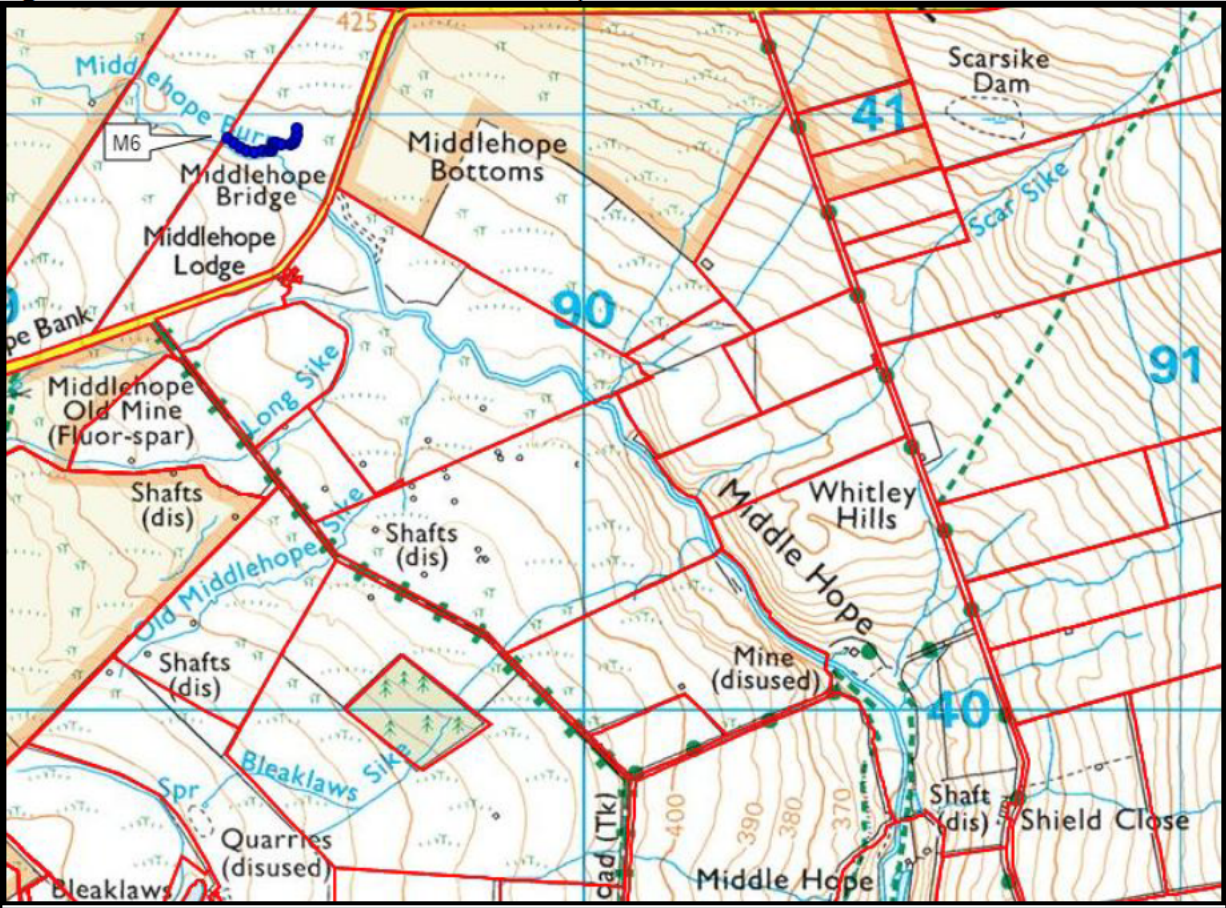 425
Middlehope Burn
M6
Middlehope
Bridge
Middlehope
Bottoms
Scarsike
Dam
41
Scar Sike
Middlehope
Lodge
9
90
91
pe Bank
Middlehope
Old Mine
(Fluor-spar)
Long Sike
Shafts
(dis)
Shafts
(dis)
Old Middlehope Sike
Middle Hope
Whitley
Hills
Shafts
(dis)
Mine
(disused)
40
Bleaklaws Sike
Spr
Quarries
(disused)
Bleaklaws
oad (Tk)
400
390
380
370
Shaft
(dis)
Shield Close
Middle Hope